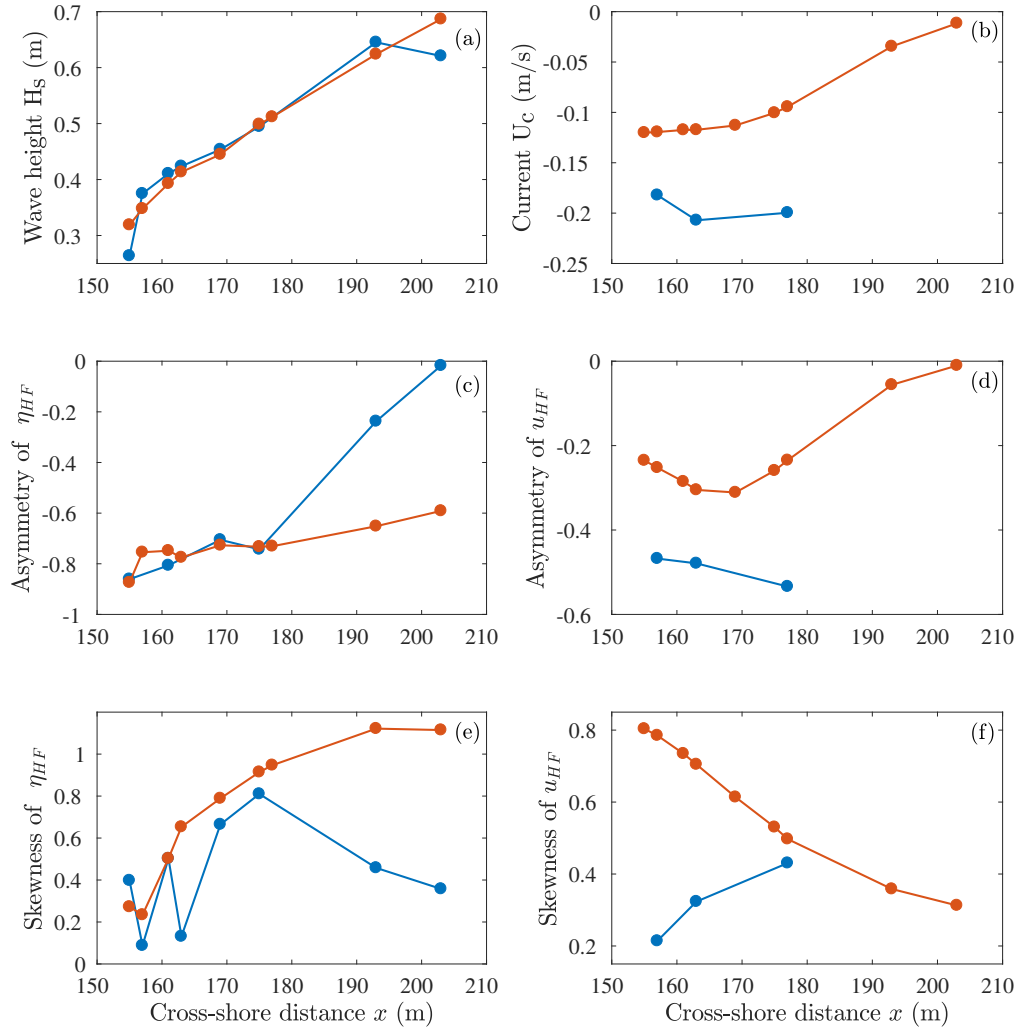 Wave height H_S (m)
0.7
0.6
0.5
0.4
0.3
150 160 170 180 190 200 210
(a)
Current U_C (m/s)
0
-0.05
-0.1
-0.15
-0.2
-0.25
150 160 170 180 190 200 210
(b)
Asymmetry of η_HF
0
-0.2
-0.4
-0.6
-0.8
-1
150 160 170 180 190 200 210
(c)
Asymmetry of u_HF
0
-0.2
-0.4
-0.6
150 160 170 180 190 200 210
(d)
Skewness of η_HF
1
0.8
0.6
0.4
0.2
0
150 160 170 180 190 200 210
Cross-shore distance x (m)
(e)
Skewness of u_HF
0.8
0.6
0.4
0.2
150 160 170 180 190 200 210
Cross-shore distance x (m)
(f)